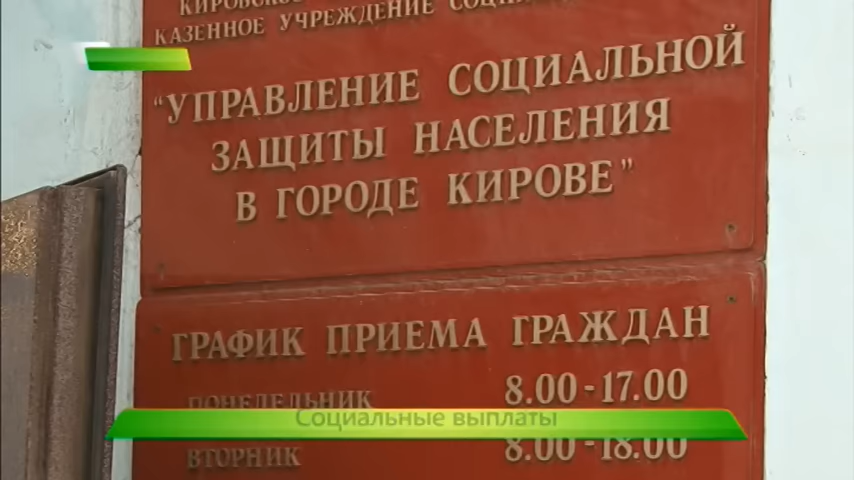 КАЗЕННОЕ УЧРЕЖДЕНИЕ
"УПРАВЛЕНИЕ СОЦИАЛЬНОЙ
ЗАЩИТЫ НАСЕЛЕНИЯ
В ГОРОДЕ КИРОВЕ"
ГРАФИК ПРИЕМА ГРАЖДАН
ПОНЕДЕЛЬНИК 8.00-17.00
Социальные выплаты
ВТОРНИК 8.00-18.00